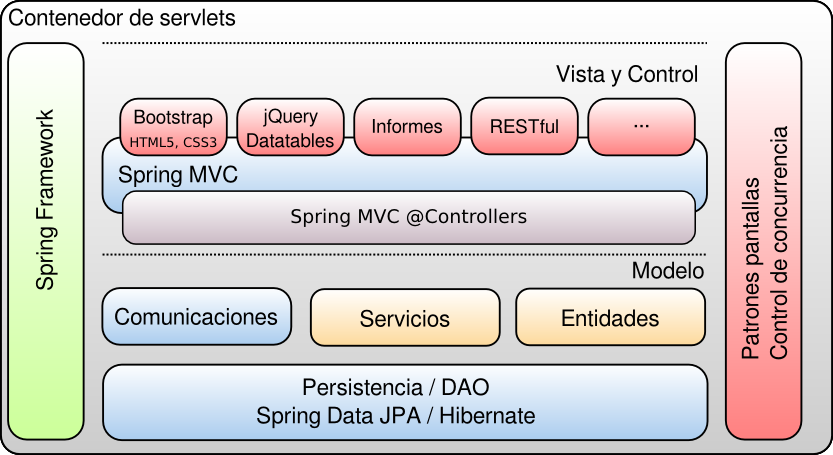 Contenedor de servlets
Spring Framework
Vista y Control
Bootstrap
HTML5, CSS3
jQuery
Datatables
Informes
RESTful
...
Spring MVC
Spring MVC @Controllers
Modelo
Comunicaciones
Servicios
Entidades
Persistencia / DAO
Spring Data JPA / Hibernate
Patrones pantallas
Control de concurrencia